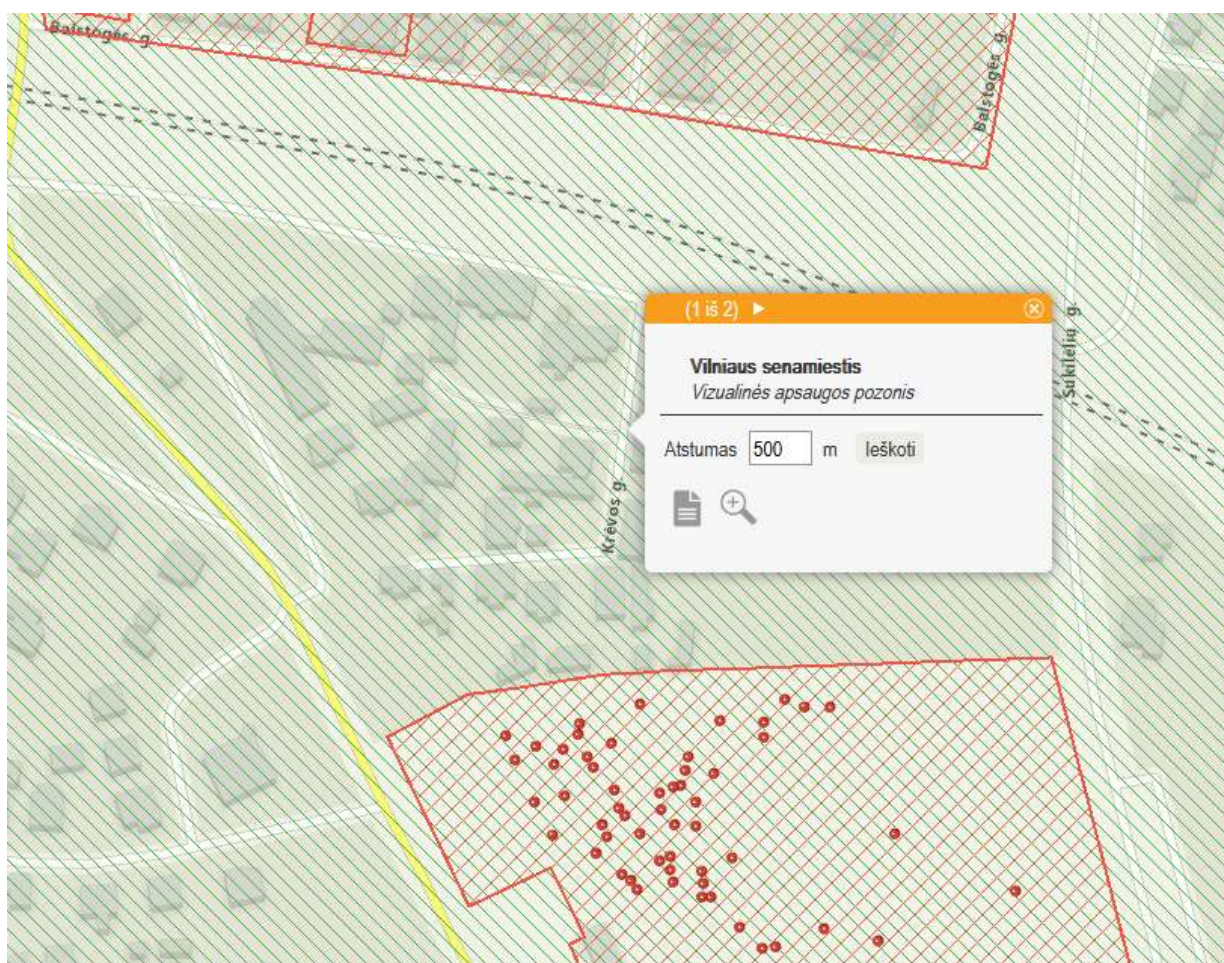 Balstogės g.
Balstogės g.
(1 iš 2)
Vilniaus senamiestis
Vizualinės apsaugos pozonis
Atstumas 500 m Ieškoti
Sukilėlių g.
Krėvos g.